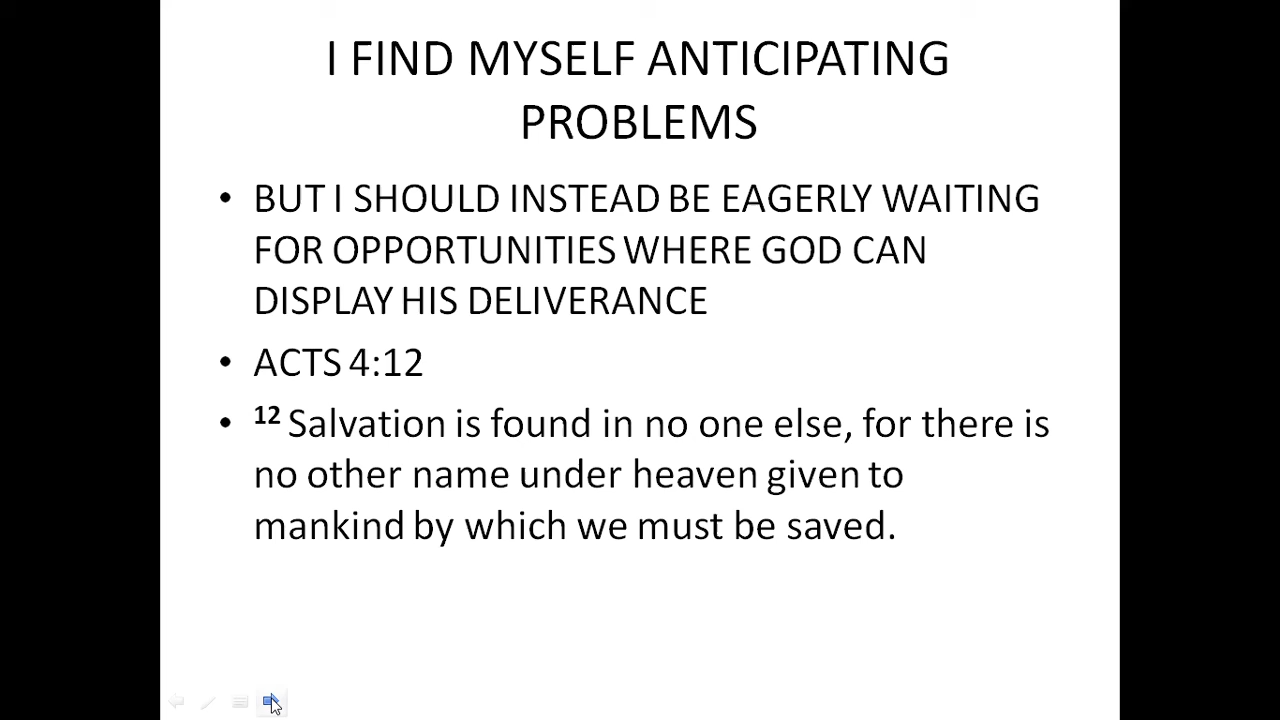 I FIND MYSELF ANTICIPATING
PROBLEMS
• BUT I SHOULD INSTEAD BE EAGERLY WAITING
FOR OPPORTUNITIES WHERE GOD CAN
DISPLAY HIS DELIVERANCE
• ACTS 4:12
• 12 Salvation is found in no one else, for there is
no other name under heaven given to
mankind by which we must be saved.